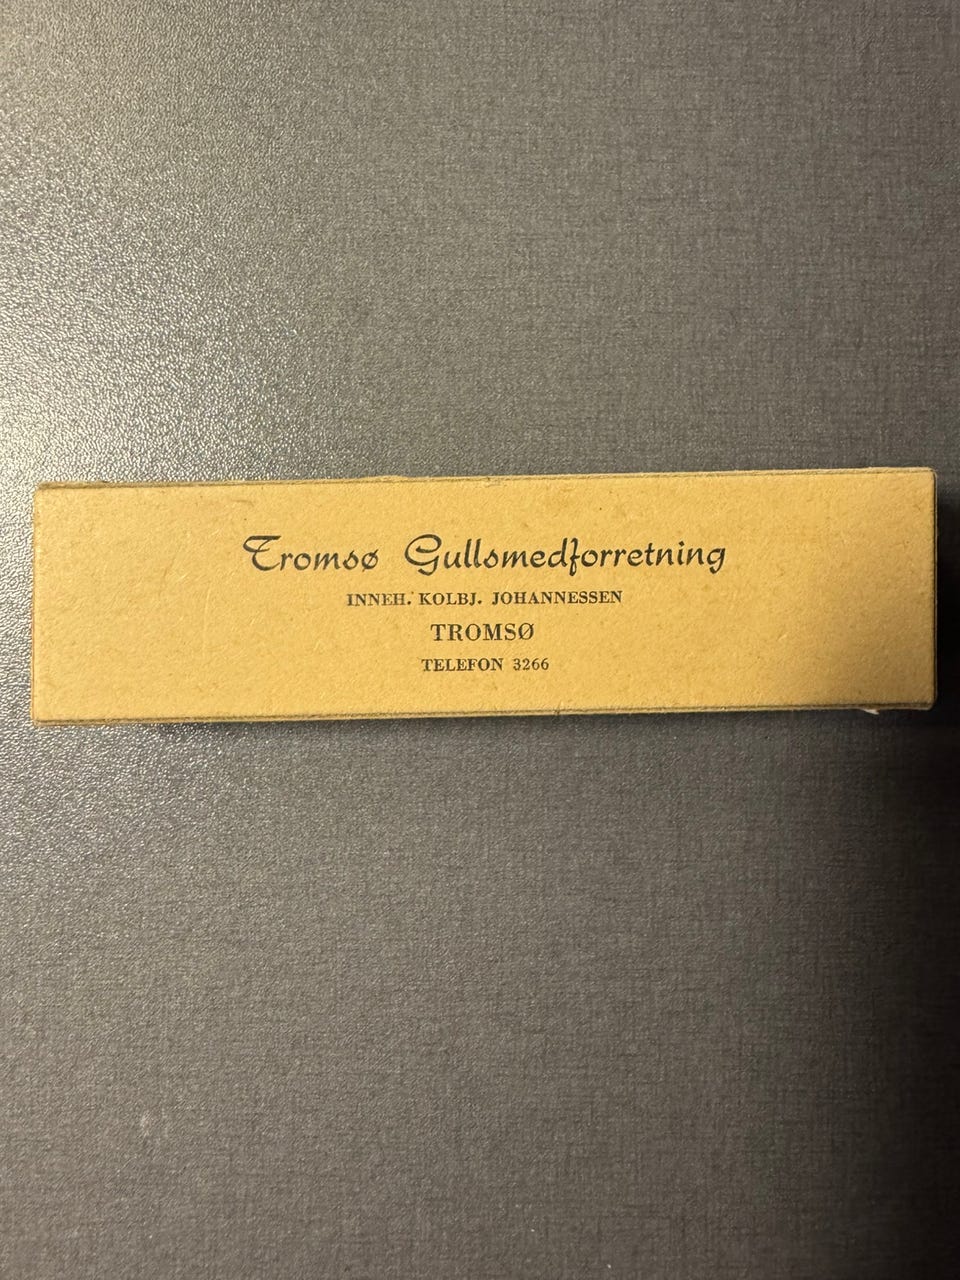 Tromsø Gullsmedforretning
INNEH. KOLBJ. JOHANNESSEN
TROMSØ
TELEFON 3266